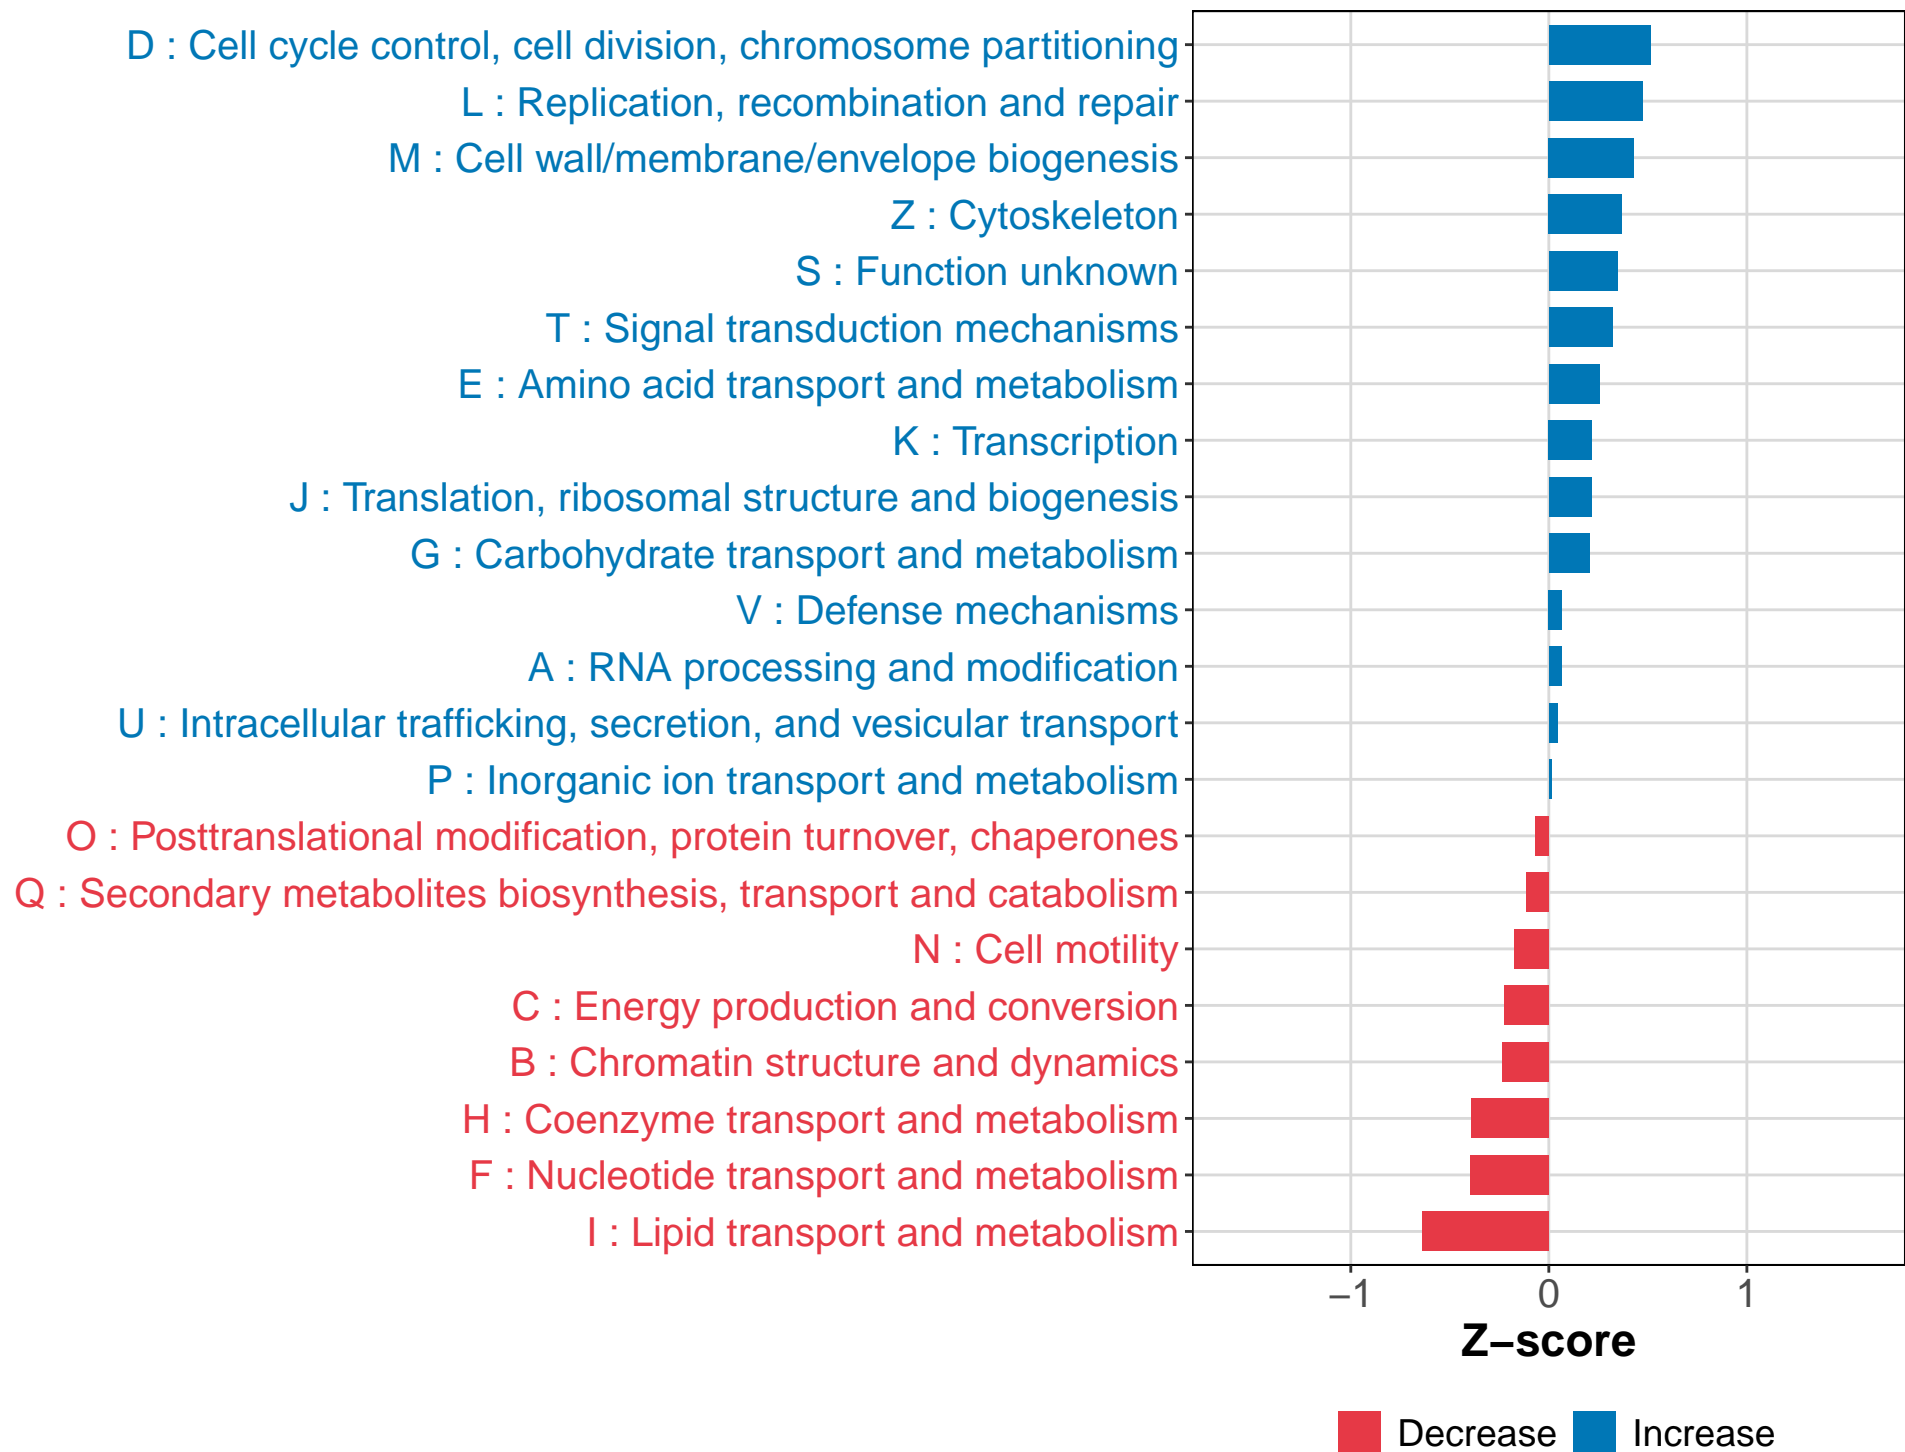 D : Cell cycle control, cell division, chromosome partitioning
L : Replication, recombination and repair
M : Cell wall/membrane/envelope biogenesis
Z : Cytoskeleton
S : Function unknown
T : Signal transduction mechanisms
E : Amino acid transport and metabolism
K : Transcription
J : Translation, ribosomal structure and biogenesis
G : Carbohydrate transport and metabolism
V : Defense mechanisms
A : RNA processing and modification
U : Intracellular trafficking, secretion, and vesicular transport
P : Inorganic ion transport and metabolism
O : Posttranslational modification, protein turnover, chaperones
Q : Secondary metabolites biosynthesis, transport and catabolism
N : Cell motility
C : Energy production and conversion
B : Chromatin structure and dynamics
H : Coenzyme transport and metabolism
F : Nucleotide transport and metabolism
I : Lipid transport and metabolism
−1 0 1
Z−score
Decrease Increase